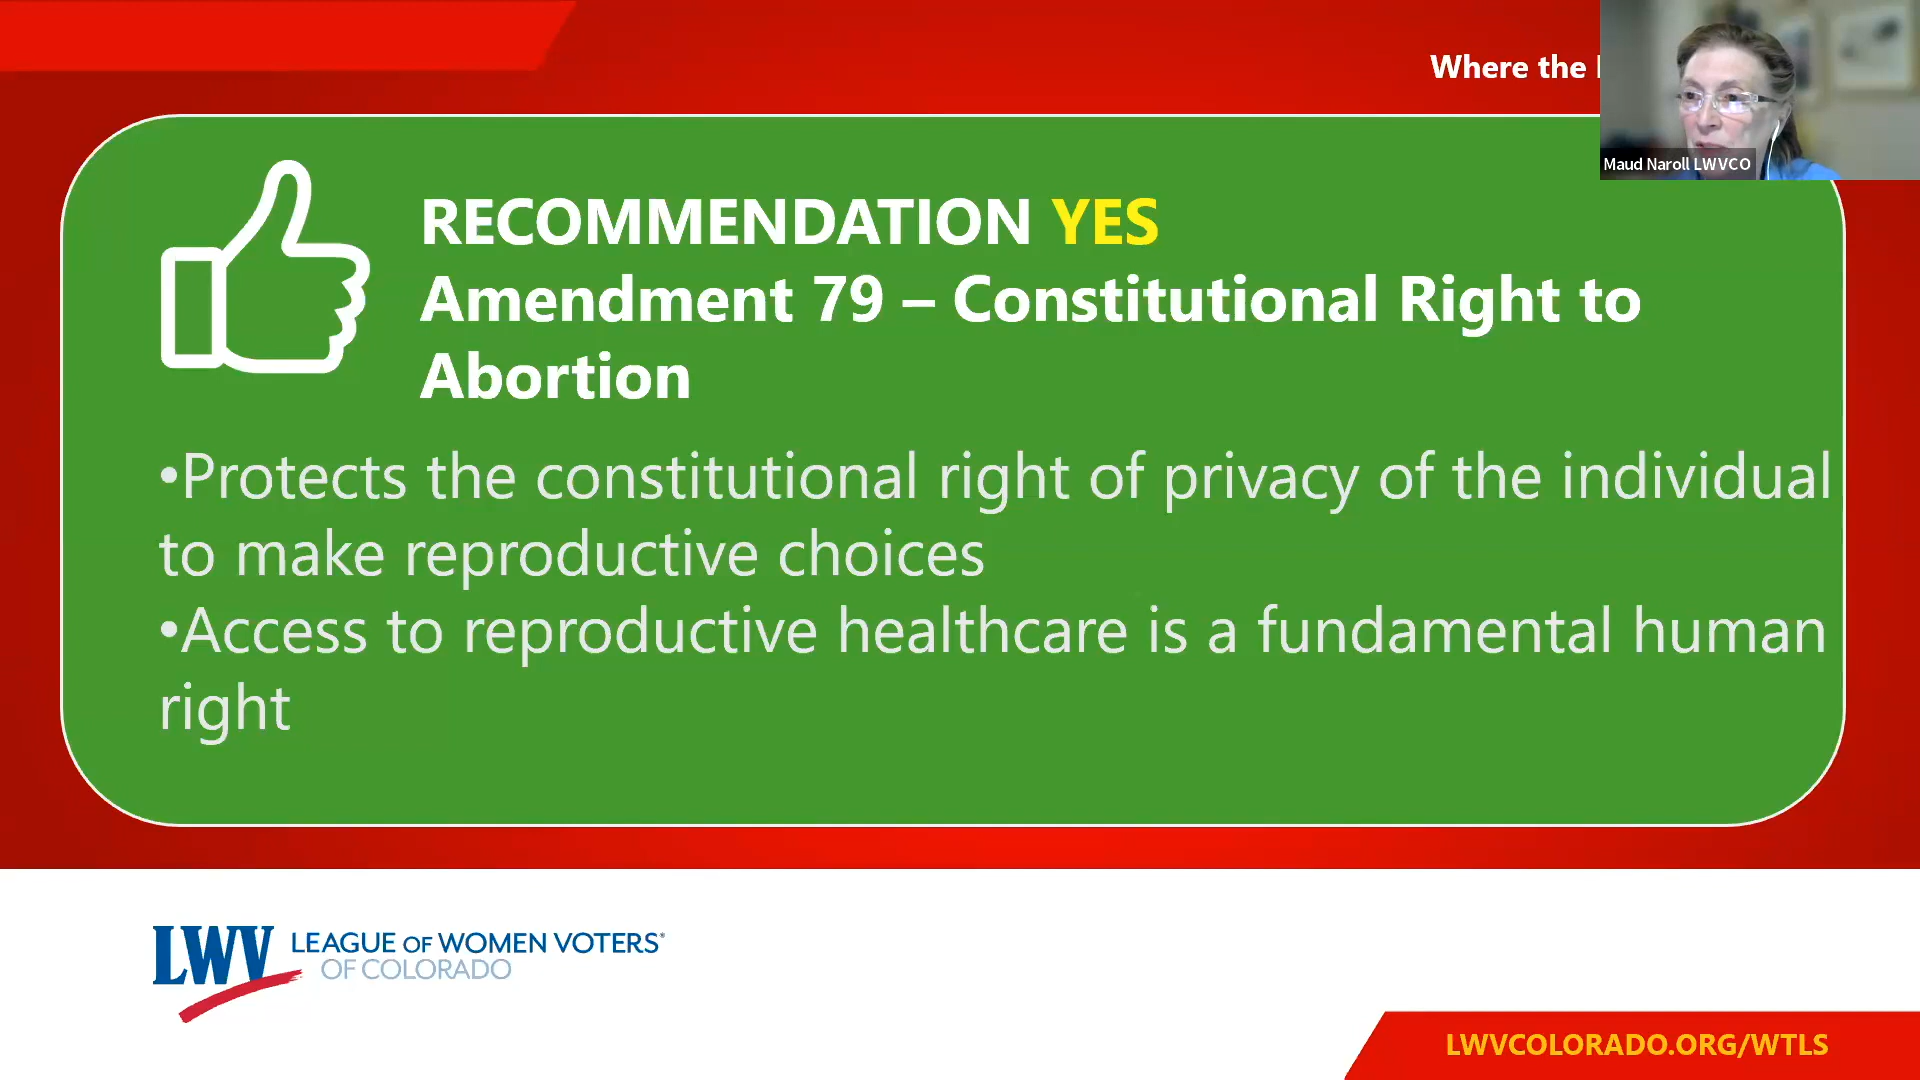 Where the
Maud Naroll LWVCO
RECOMMENDATION YES
Amendment 79 – Constitutional Right to
Abortion
•Protects the constitutional right of privacy of the individual
to make reproductive choices
•Access to reproductive healthcare is a fundamental human
right
LWV LEAGUE OF WOMEN VOTERS®
OF COLORADO
LWVCOLORADO.ORG/WTLS